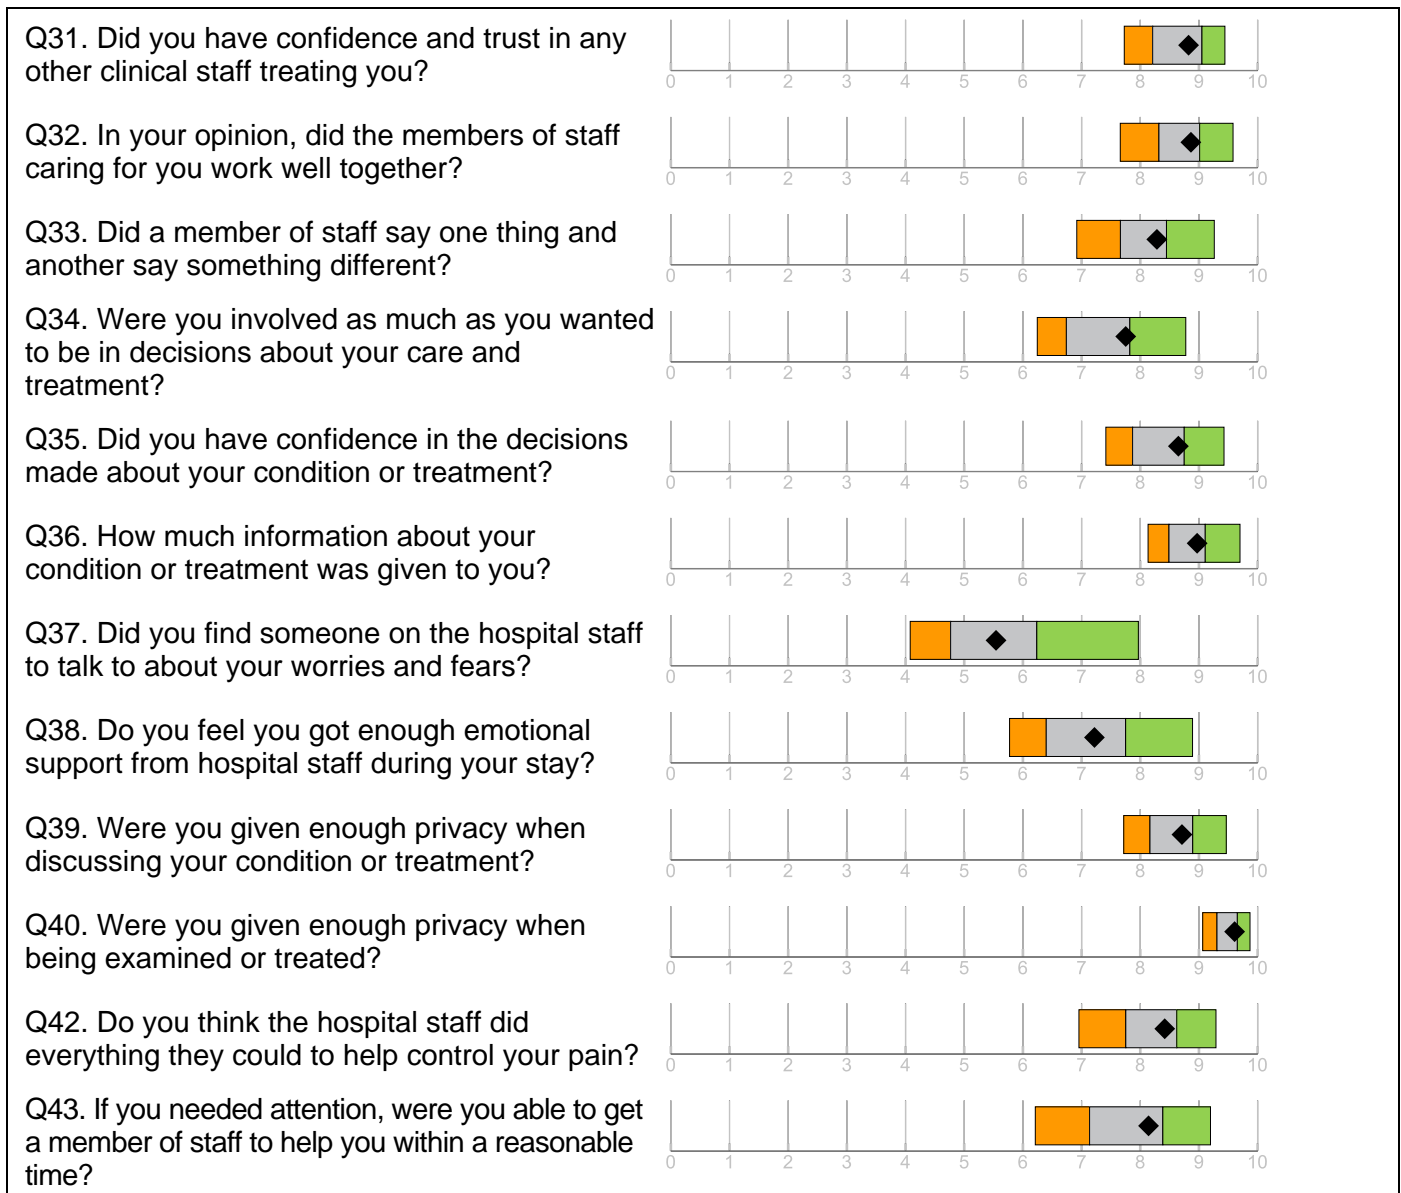 Q31. Did you have confidence and trust in any
other clinical staff treating you?
0 1 2 3 4 5 6 7 8 9 10
Q32. In your opinion, did the members of staff
caring for you work well together?
0 1 2 3 4 5 6 7 8 9 10
Q33. Did a member of staff say one thing and
another say something different?
0 1 2 3 4 5 6 7 8 9 10
Q34. Were you involved as much as you wanted
to be in decisions about your care and
treatment?
0 1 2 3 4 5 6 7 8 9 10
Q35. Did you have confidence in the decisions
made about your condition or treatment?
0 1 2 3 4 5 6 7 8 9 10
Q36. How much information about your
condition or treatment was given to you?
0 1 2 3 4 5 6 7 8 9 10
Q37. Did you find someone on the hospital staff
to talk to about your worries and fears?
0 1 2 3 4 5 6 7 8 9 10
Q38. Do you feel you got enough emotional
support from hospital staff during your stay?
0 1 2 3 4 5 6 7 8 9 10
Q39. Were you given enough privacy when
discussing your condition or treatment?
0 1 2 3 4 5 6 7 8 9 10
Q40. Were you given enough privacy when
being examined or treated?
0 1 2 3 4 5 6 7 8 9 10
Q42. Do you think the hospital staff did
everything they could to help control your pain?
0 1 2 3 4 5 6 7 8 9 10
Q43. If you needed attention, were you able to get
a member of staff to help you within a reasonable
time?
0 1 2 3 4 5 6 7 8 9 10